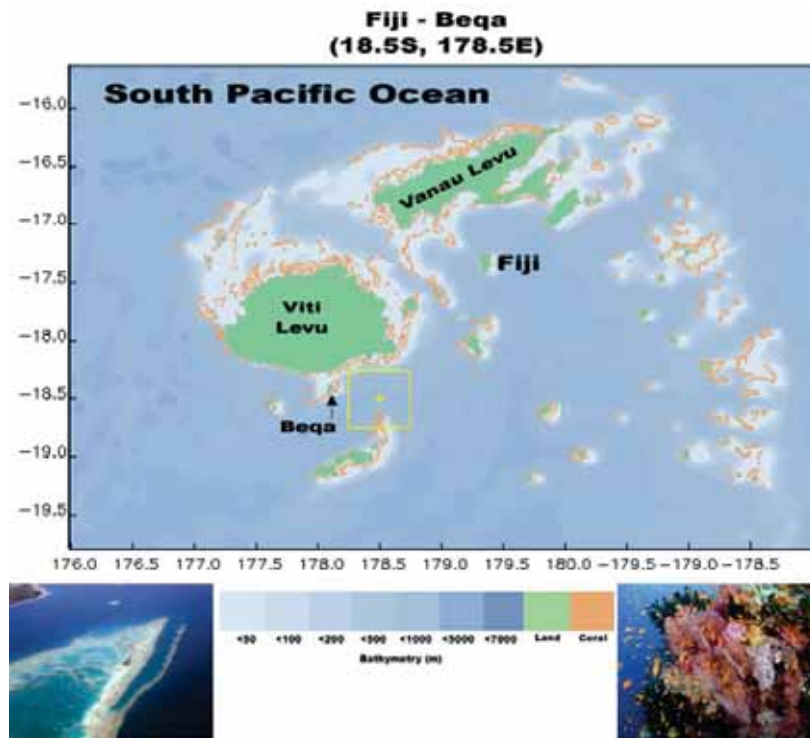 Fiji - Beqa
(18.5S, 178.5E)
South Pacific Ocean
−16.0
−16.5
−17.0
−17.5
−18.0
−18.5
−19.0
−19.5
Vanau Levu
Fiji
Viti
Levu
Beqa
176.0 176.5 177.0 177.5 178.0 178.5 179.0 179.5 180.0 −179.5 −179.0 −178.5
<50 <100 <200 <500 <1000 <5000 <7000 Land Coral
Bathymetry (m)